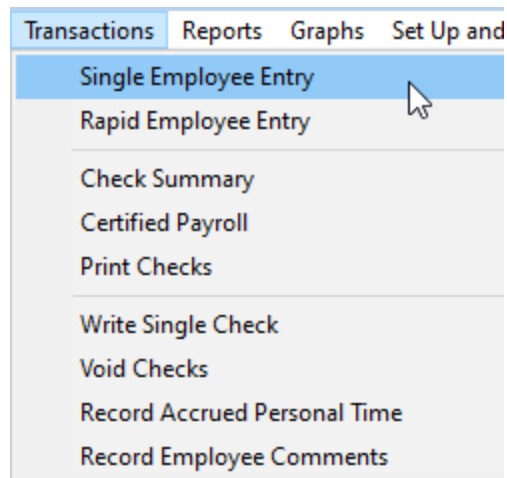 Transactions Reports Graphs Set Up and
Single Employee Entry
Rapid Employee Entry
Check Summary
Certified Payroll
Print Checks
Write Single Check
Void Checks
Record Accrued Personal Time
Record Employee Comments